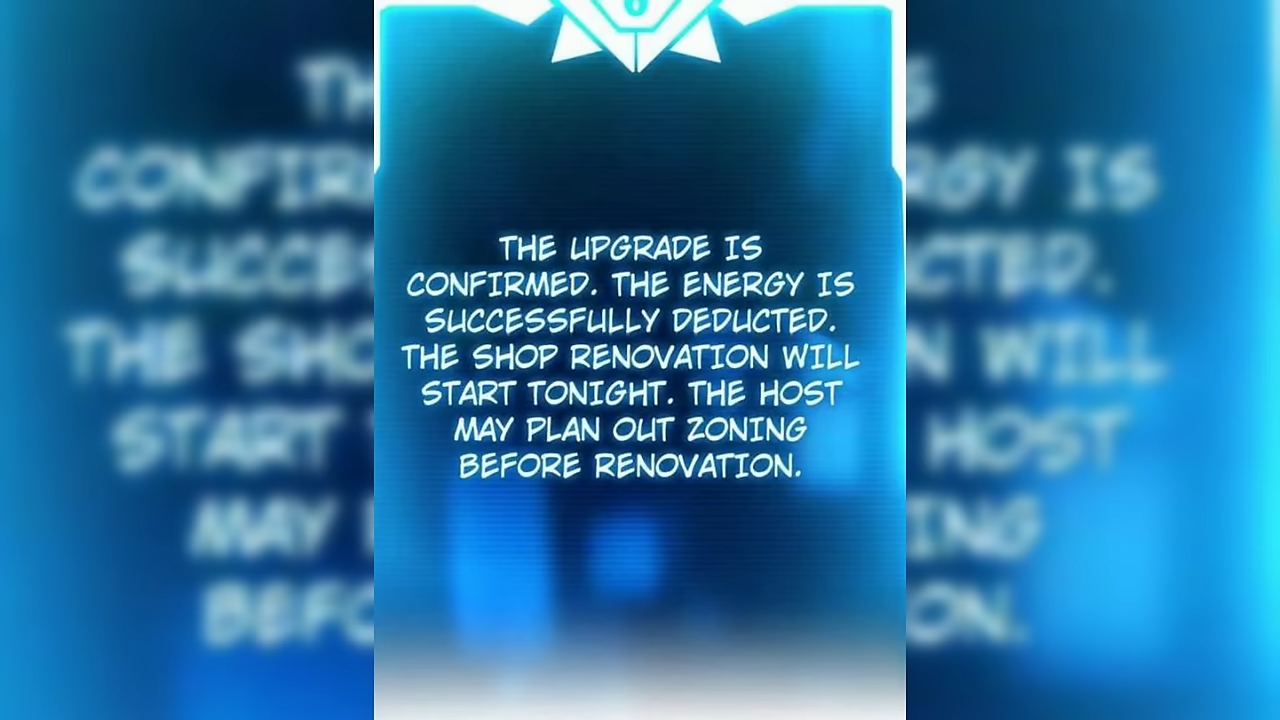 THE UPGRADE IS
CONFIRMED. THE ENERGY IS
SUCCESSFULLY DEDUCTED.
THE SHOP RENOVATION WILL
START TONIGHT. THE HOST
MAY PLAN OUT ZONING
BEFORE RENOVATION.